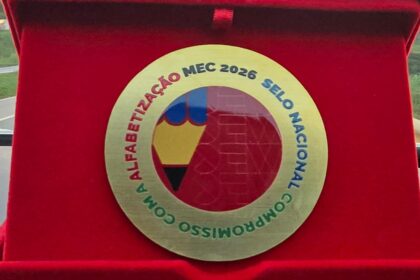 MEC 2026 SELO NACIONAL COMPROMISSO COM A ALFABETIZAÇÃO